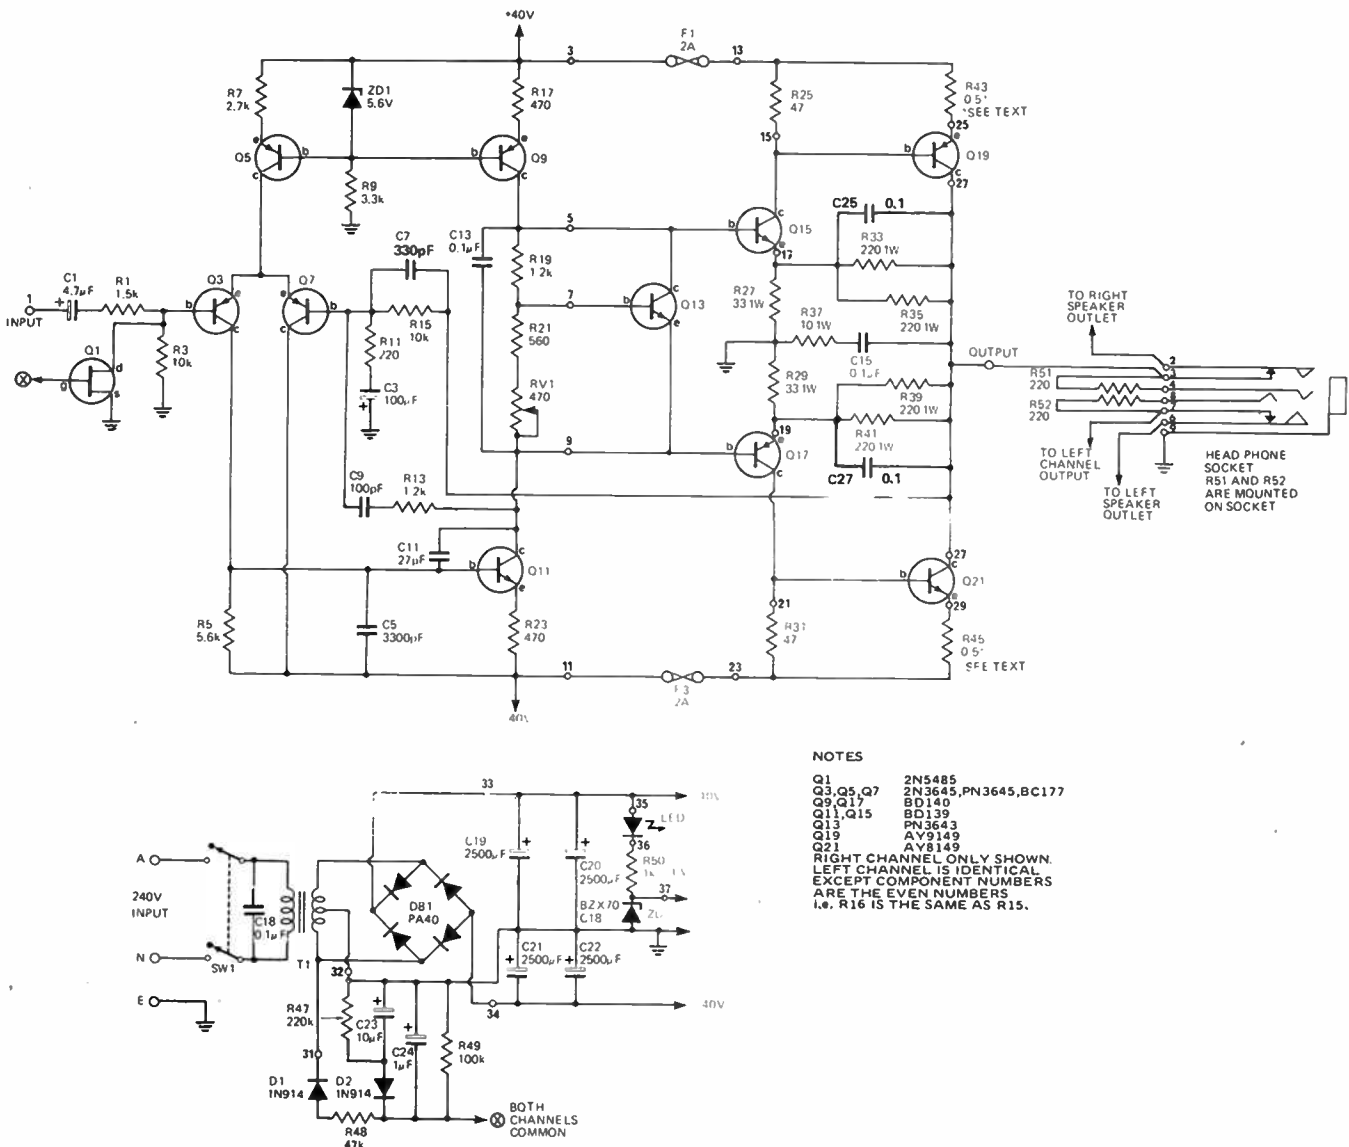 +40V
F1
2A
3
13
R7
2.7k
ZD1
5.6V
R17
470
R25
47
R43
0 5*
*SEE TEXT
15
25
e
e
e
Q5
b
b
Q9
b
Q19
c
c
c
27
R9
3.3k
C25
0.1
C7
330pF
C13
0.1µF
5
b
c
Q15
e
17
R33
220 1W
C1
4.7µF
R1
1.5k
Q3
Q7
R19
1.2k
c
1
INPUT
b
e
e
b
7
b
Q13
R27
33 1W
R35
220 1W
TO RIGHT
SPEAKER
OUTLET
c
c
R15
10k
e
R37
10 1W
Q1
d
g
s
R3
10k
R11
220
R21
560
C15
0.1µF
OUTPUT
2
R51
220
4
R52
220
C3
100µF
RV1
470
R29
33 1W
R39
220 1W
R41
220 1W
19
9
b
e
Q17
c
C27
0.1
TO LEFT
CHANNEL
OUTPUT
TO LEFT
SPEAKER
OUTLET
HEAD PHONE
SOCKET
R51 AND R52
ARE MOUNTED
ON SOCKET
C9
100pF
R13
1.2k
C11
27µF
c
b
Q11
e
27
c
b
Q21
e
29
21
R5
5.6k
C5
3300pF
R23
470
R31
47
R45
0 5*
SEE TEXT
11
23
F3
2A
40V
NOTES
Q1 2N5485
Q3,Q5,Q7 2N3645,PN3645,BC177
Q9,Q17 BD140
Q11,Q15 BD139
Q13 PN3643
Q19 AY9149
Q21 AY8149
RIGHT CHANNEL ONLY SHOWN.
LEFT CHANNEL IS IDENTICAL
EXCEPT COMPONENT NUMBERS
ARE THE EVEN NUMBERS
i.e. R16 IS THE SAME AS R15.
33
35
LED
36
C19
2500µF
C20
2500µF
R50
37
BZX70
C18
A
240V
INPUT
N
E
SW1
C18
0.1µF
T1
DB1
PA40
C21
2500µF
C22
2500µF
32
34
40V
R47
220k
C23
10µF
C24
1µF
R49
100k
31
D1
IN914
D2
IN914
R48
47k
BOTH
CHANNELS
COMMON